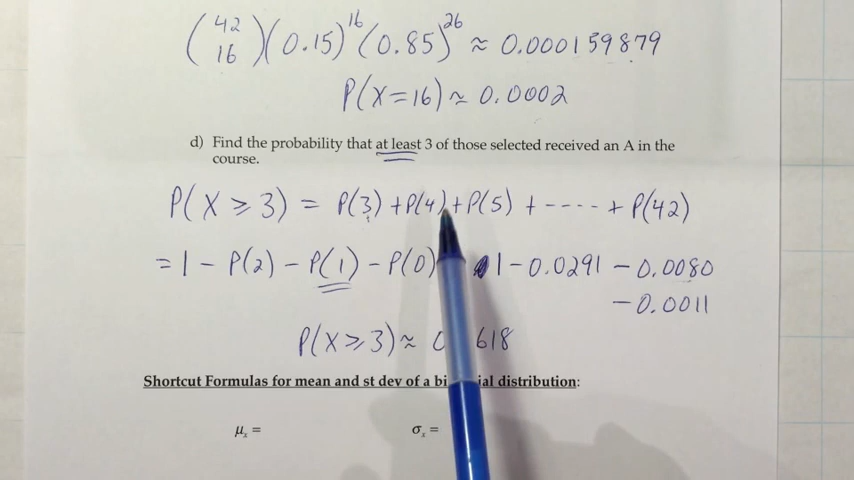 (42 16)(0.15)^16 (0.85)^26 ≈ 0.000159879
P(X=16) ≈ 0.0002
d) Find the probability that at least 3 of those selected received an A in the
course.
P(X ≥ 3) = P(3) + P(4) + P(5) + ---- + P(42)
= 1 - P(2) - P(1) - P(0) 1 - 0.0291 - 0.0080
- 0.0011
P(X ≥ 3) ≈ 618
Shortcut Formulas for mean and st dev of a distribution:
μx = σx =